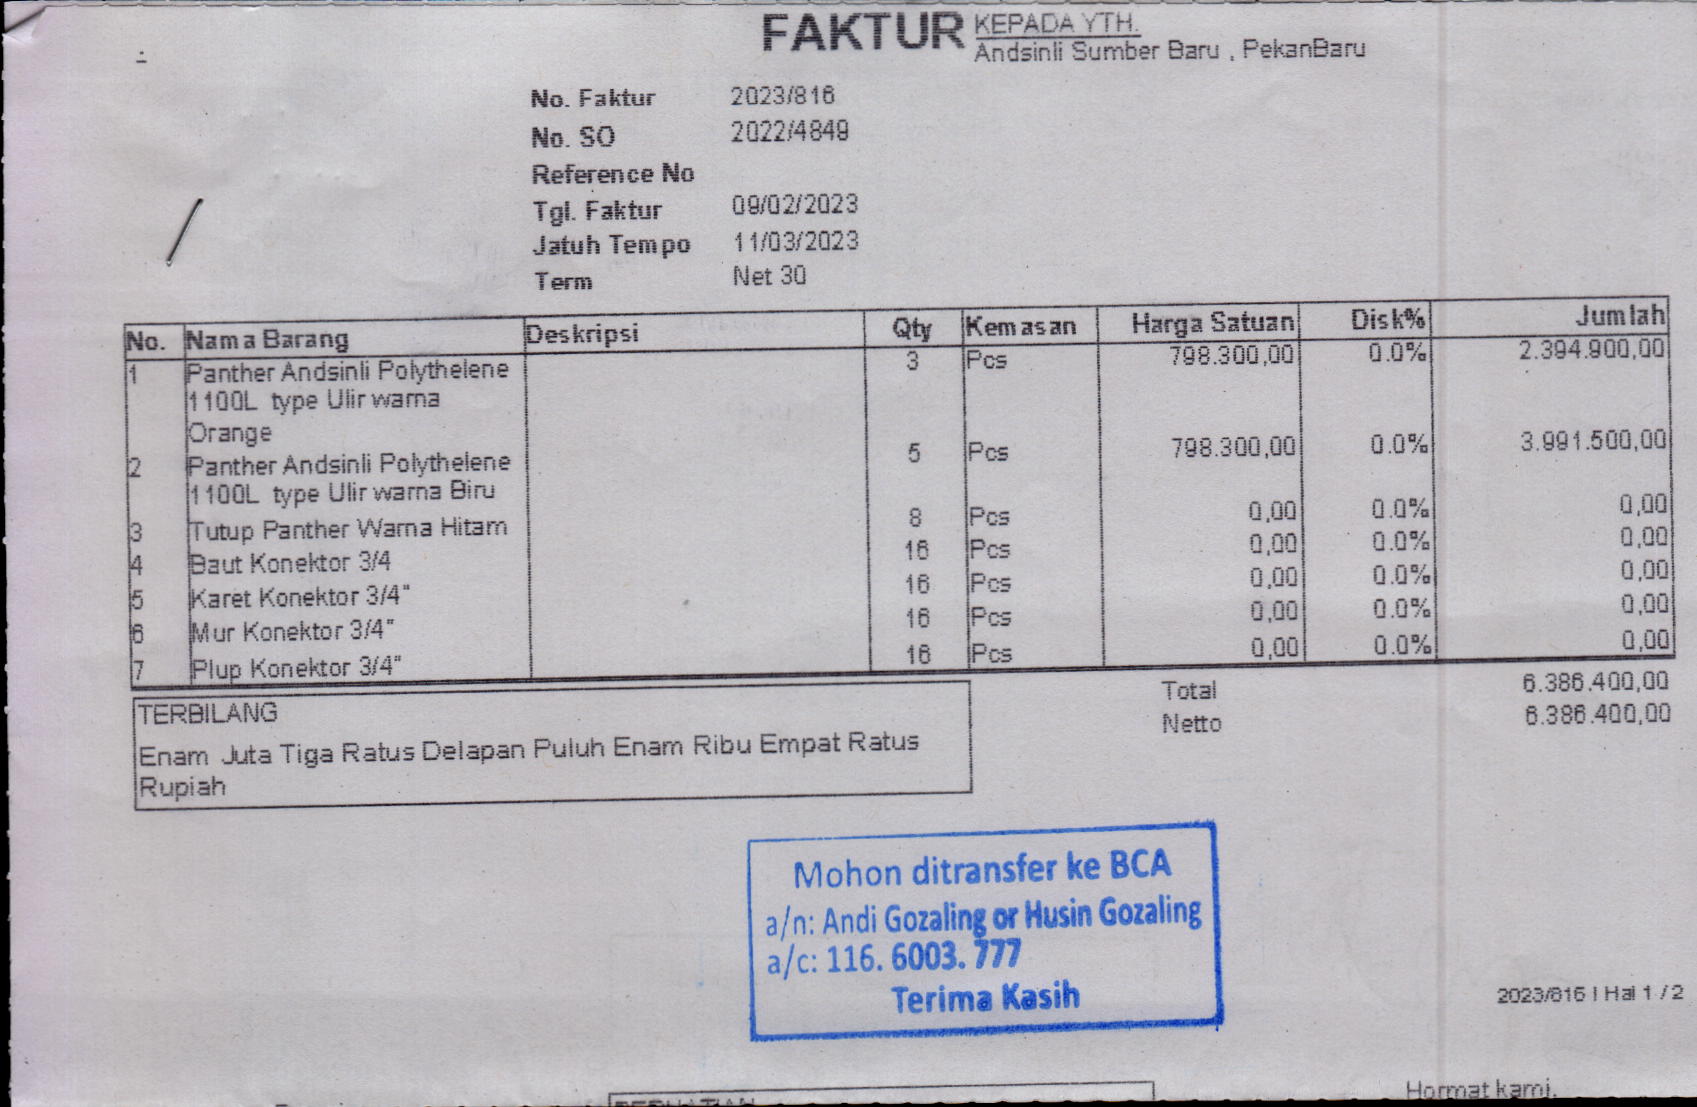 FAKTUR
KEPADA YTH.
Andsinli Sumber Baru , PekanBaru
No. Faktur 2023/816
No. SO 2022/4849
Reference No
Tgl. Faktur 09/02/2023
Jatuh Tempo 11/03/2023
Term Net 30
No. Nama Barang Deskripsi Qty Kemasan Harga Satuan Disk% Jumlah
1 Panther Andsinli Polythelene 3 Pcs 798.300,00 0.0% 2.394.900,00
1100L type Ulir warna
Orange
2 Panther Andsinli Polythelene 5 Pcs 798.300,00 0.0% 3.991.500,00
1100L type Ulir warna Biru
3 Tutup Panther Warna Hitam 8 Pcs 0,00 0.0% 0,00
4 Baut Konektor 3/4 16 Pcs 0,00 0.0% 0,00
5 Karet Konektor 3/4" 16 Pcs 0,00 0.0% 0,00
6 Mur Konektor 3/4" 16 Pcs 0,00 0.0% 0,00
7 Plup Konektor 3/4" 16 Pcs 0,00 0.0% 0,00
Total 6.386.400,00
Netto 6.386.400,00
TERBILANG
Enam Juta Tiga Ratus Delapan Puluh Enam Ribu Empat Ratus
Rupiah
Mohon ditransfer ke BCA
a/n: Andi Gozaling or Husin Gozaling
a/c: 116. 6003. 777
Terima Kasih
2023/816 | Hal 1 / 2
PERHATIAN
Hormat kami,